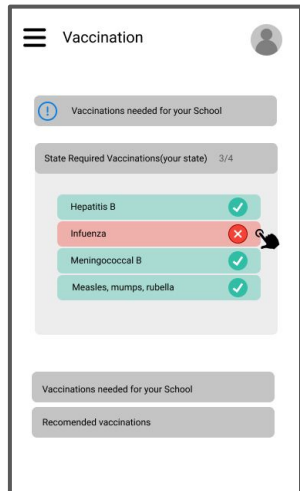 Vaccination
Vaccinations needed for your School
State Required Vaccinations(your state) 3/4
Hepatitis B
Infuenza
Meningococcal B
Measles, mumps, rubella
Vaccinations needed for your School
Recomended vaccinations